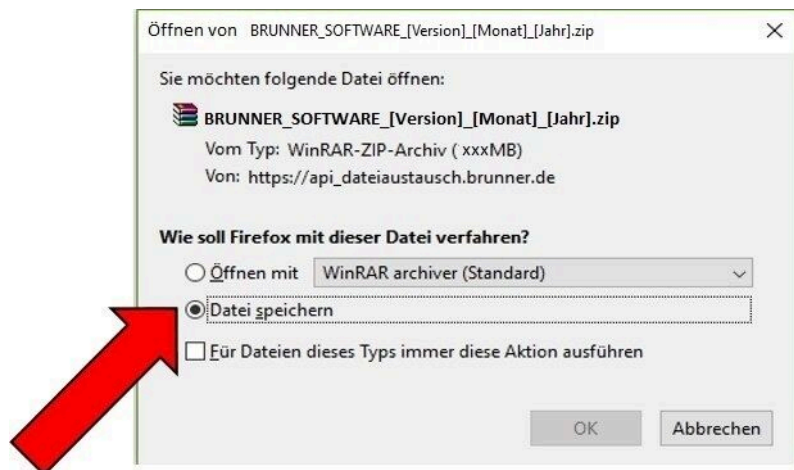 Öffnen von BRUNNER_SOFTWARE_[Version]_[Monat]_[Jahr].zip
Sie möchten folgende Datei öffnen:
BRUNNER_SOFTWARE_[Version]_[Monat]_[Jahr].zip
Vom Typ: WinRAR-ZIP-Archiv ( xxxMB)
Von: https://api_dateiaustausch.brunner.de
Wie soll Firefox mit dieser Datei verfahren?
Öffnen mit WinRAR archiver (Standard)
Datei speichern
Für Dateien dieses Typs immer diese Aktion ausführen
OK Abbrechen